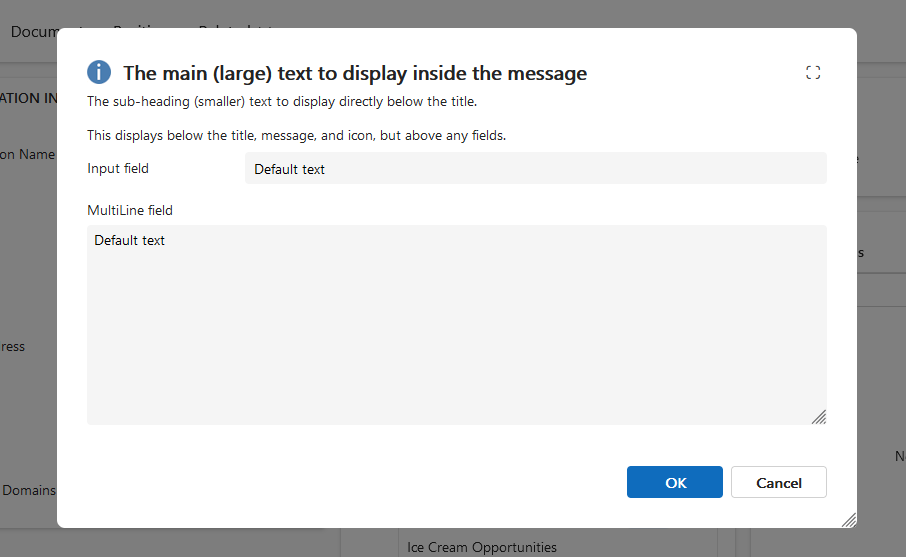 ATION IN
on Name
The main (large) text to display inside the message
The sub-heading (smaller) text to display directly below the title.
This displays below the title, message, and icon, but above any fields.
Input field
Default text
MultiLine field
Default text
ress
Domains
OK
Cancel
Ice Cream Opportunities